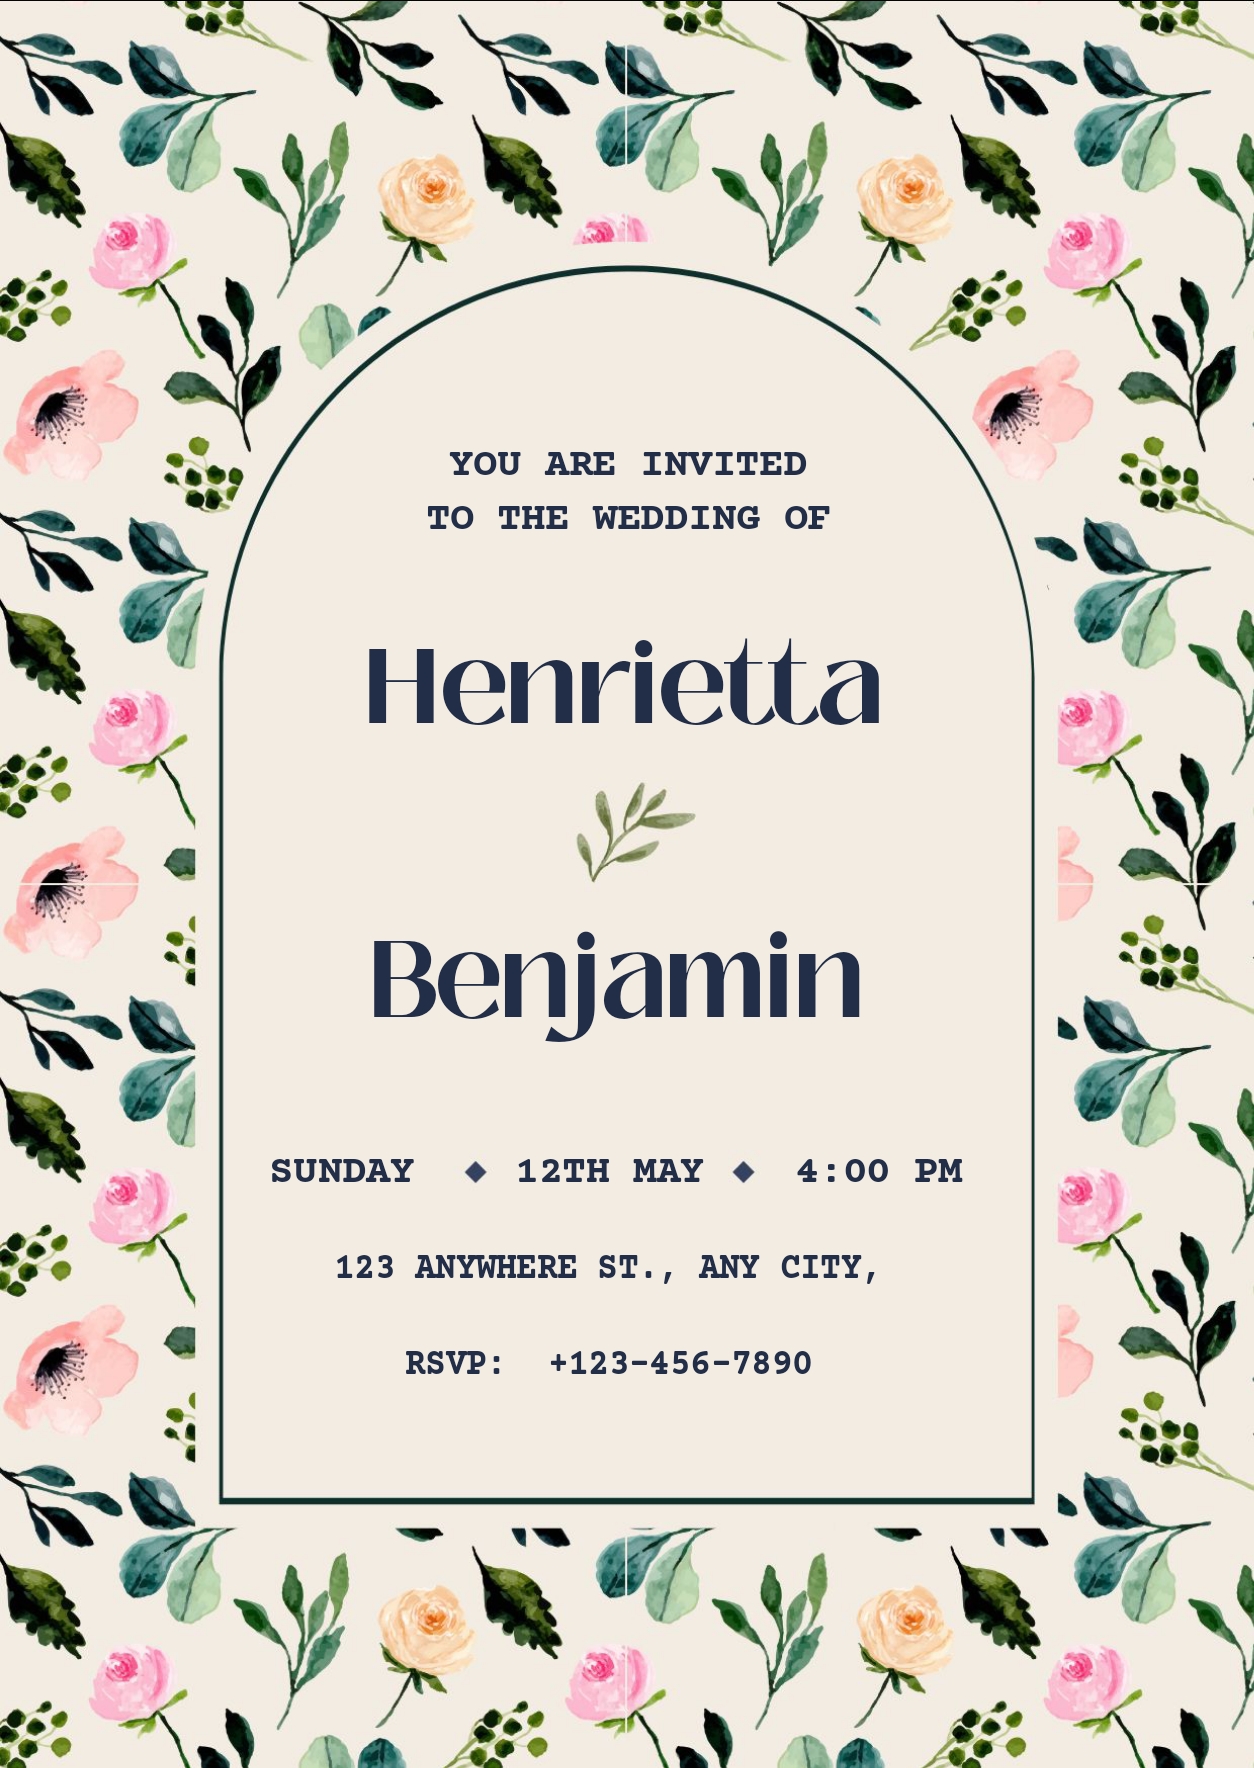 YOU ARE INVITED
TO THE WEDDING OF
Henrietta
Benjamin
SUNDAY ◆ 12TH MAY ◆ 4:00 PM
123 ANYWHERE ST., ANY CITY,
RSVP: +123-456-7890